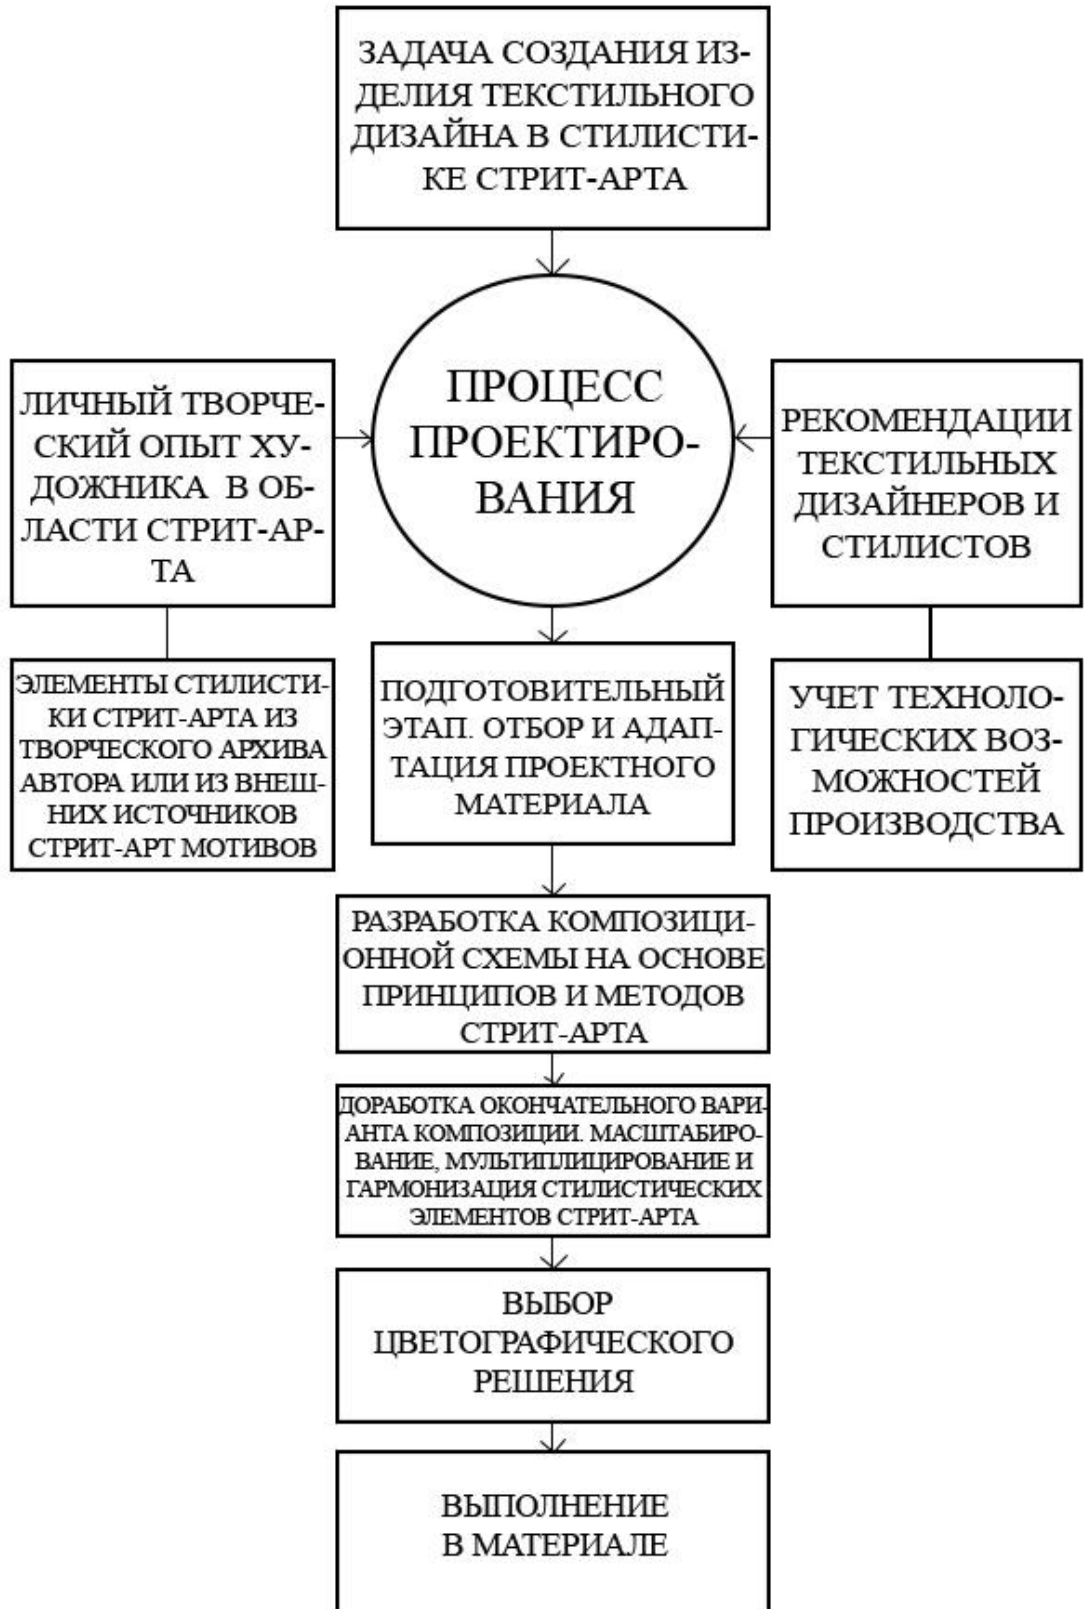 ЗАДАЧА СОЗДАНИЯ ИЗ-
ДЕЛИЯ ТЕКСТИЛЬНОГО
ДИЗАЙНА В СТИЛИСТИ-
КЕ СТРИТ-АРТА
ПРОЦЕСС
ПРОЕКТИРО-
ВАНИЯ
ЛИЧНЫЙ ТВОРЧЕ-
СКИЙ ОПЫТ ХУ-
ДОЖНИКА В ОБ-
ЛАСТИ СТРИТ-АР-
ТА
РЕКОМЕНДАЦИИ
ТЕКСТИЛЬНЫХ
ДИЗАЙНЕРОВ И
СТИЛИСТОВ
ЭЛЕМЕНТЫ СТИЛИСТИ-
КИ СТРИТ-АРТА ИЗ
ТВОРЧЕСКОГО АРХИВА
АВТОРА ИЛИ ИЗ ВНЕШ-
НИХ ИСТОЧНИКОВ
СТРИТ-АРТ МОТИВОВ
ПОДГОТОВИТЕЛЬНЫЙ
ЭТАП. ОТБОР И АДАП-
ТАЦИЯ ПРОЕКТНОГО
МАТЕРИАЛА
УЧЕТ ТЕХНОЛО-
ГИЧЕСКИХ ВОЗ-
МОЖНОСТЕЙ
ПРОИЗВОДСТВА
РАЗРАБОТКА КОМПОЗИЦИ-
ОННОЙ СХЕМЫ НА ОСНОВЕ
ПРИНЦИПОВ И МЕТОДОВ
СТРИТ-АРТА
ДОРАБОТКА ОКОНЧАТЕЛЬНОГО ВАРИ-
АНТА КОМПОЗИЦИИ. МАСШТАБИРО-
ВАНИЕ, МУЛЬТИПЛИЦИРОВАНИЕ И
ГАРМОНИЗАЦИЯ СТИЛИСТИЧЕСКИХ
ЭЛЕМЕНТОВ СТРИТ-АРТА
ВЫБОР
ЦВЕТОГРАФИЧЕСКОГО
РЕШЕНИЯ
ВЫПОЛНЕНИЕ
В МАТЕРИАЛЕ